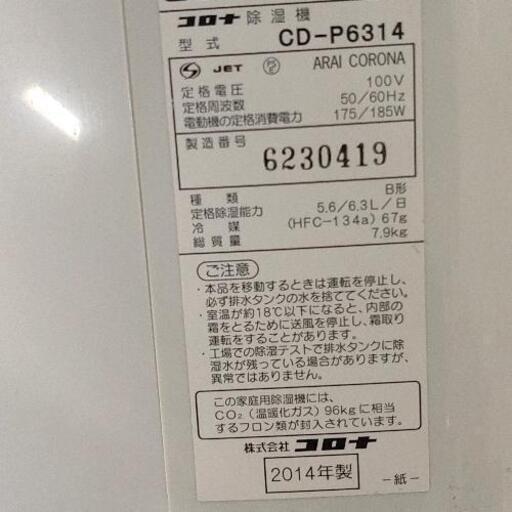 コロナ除湿機
型式 CD-P6314
JET ARAI CORONA
定格電圧 100V
定格周波数 50/60Hz
電動機の定格消費電力 175/185W
製造番号
6230419
種類 B形
定格除湿能力 5.6/6.3L/日
冷媒 (HFC-134a) 67g
総質量 7.9kg
ご注意
・本品を移動するときは運転を停止し、
必ず排水タンクの水を捨ててください。
・室温が約18℃以下になると、内部の
霜をとるために送風を停止し、霜取り
運転をすることがあります。
・工場での除湿テストで排水タンクに除
湿水が残っている場合がありますが、
異常ではありません。
この家庭用除湿機には、
CO₂（温暖化ガス）96kgに相当
するフロン類が封入されています。
株式会社 コロナ
2014年製
-紙-